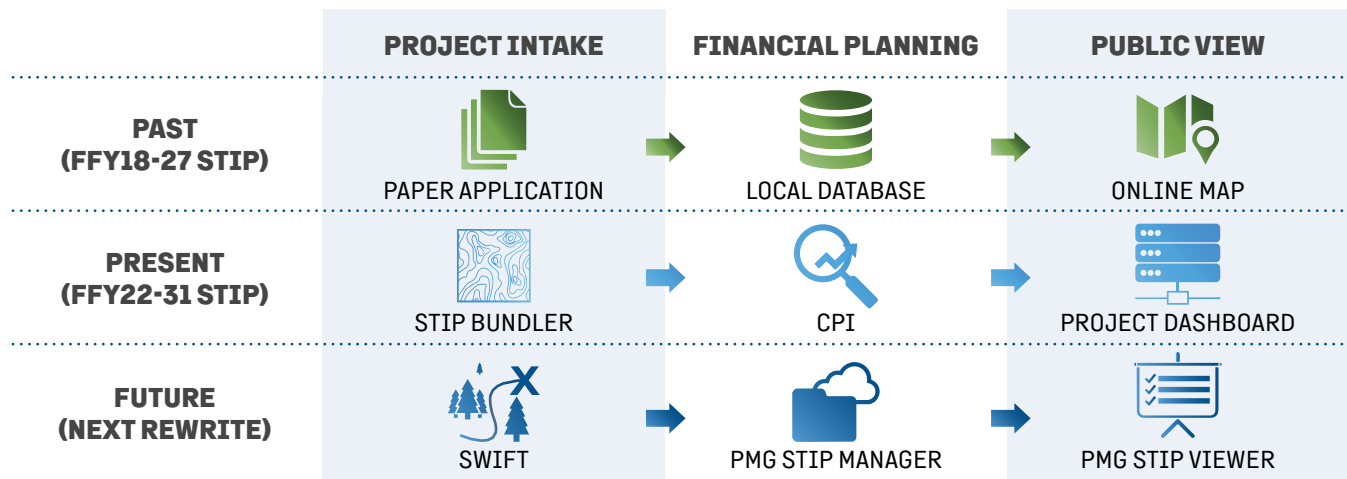 PROJECT INTAKE
FINANCIAL PLANNING
PUBLIC VIEW
PAST
(FFY18-27 STIP)
PAPER APPLICATION
LOCAL DATABASE
ONLINE MAP
PRESENT
(FFY22-31 STIP)
STIP BUNDLER
CPI
PROJECT DASHBOARD
FUTURE
(NEXT REWRITE)
X
SWIFT
PMG STIP MANAGER
PMG STIP VIEWER